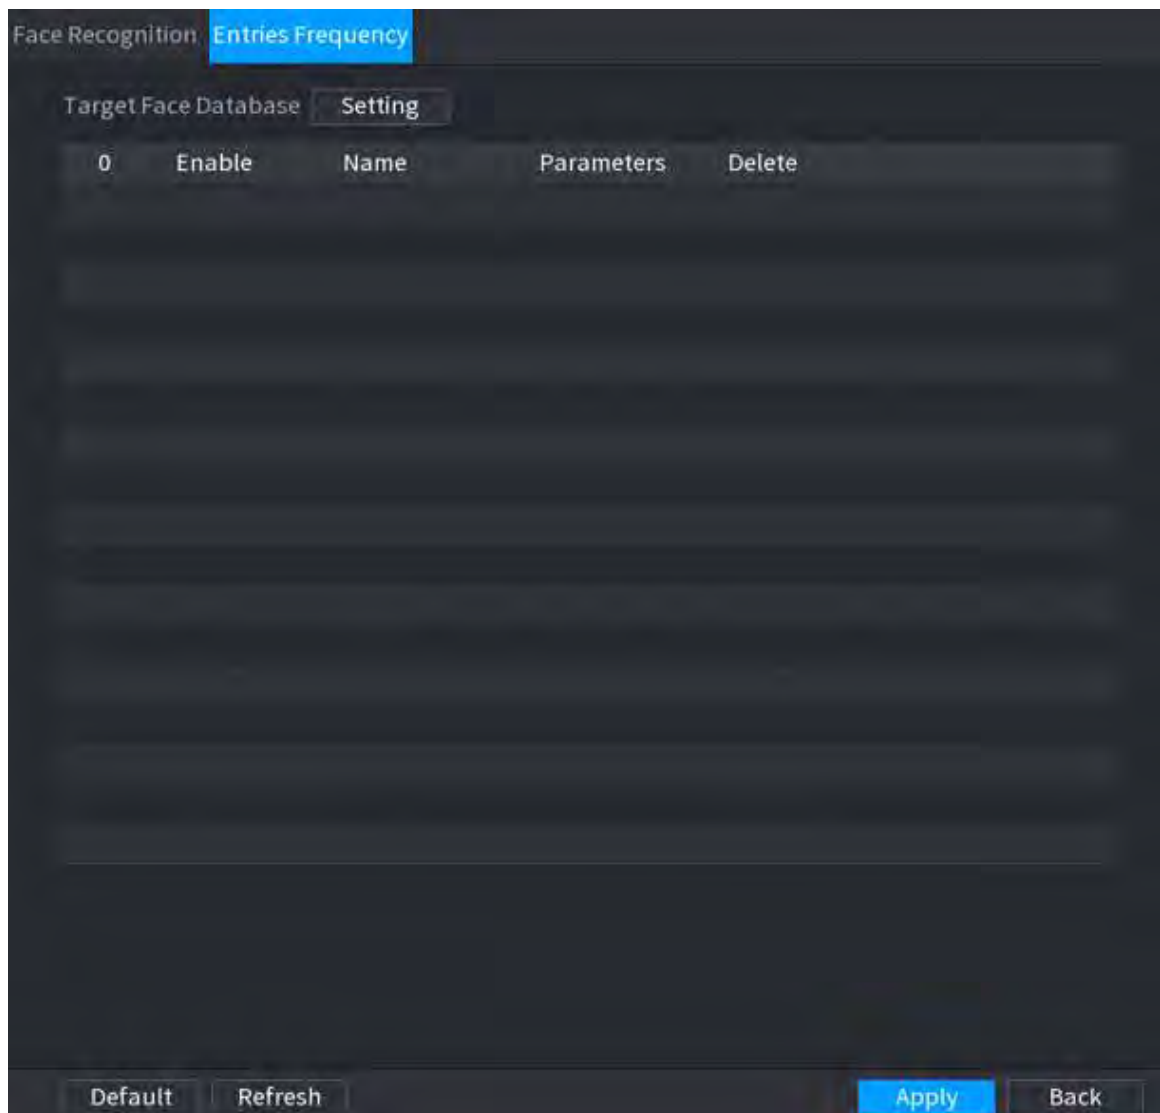 Face Recognition Entries Frequency
Target Face Database Setting
0 Enable Name Parameters Delete
Default Refresh Apply Back